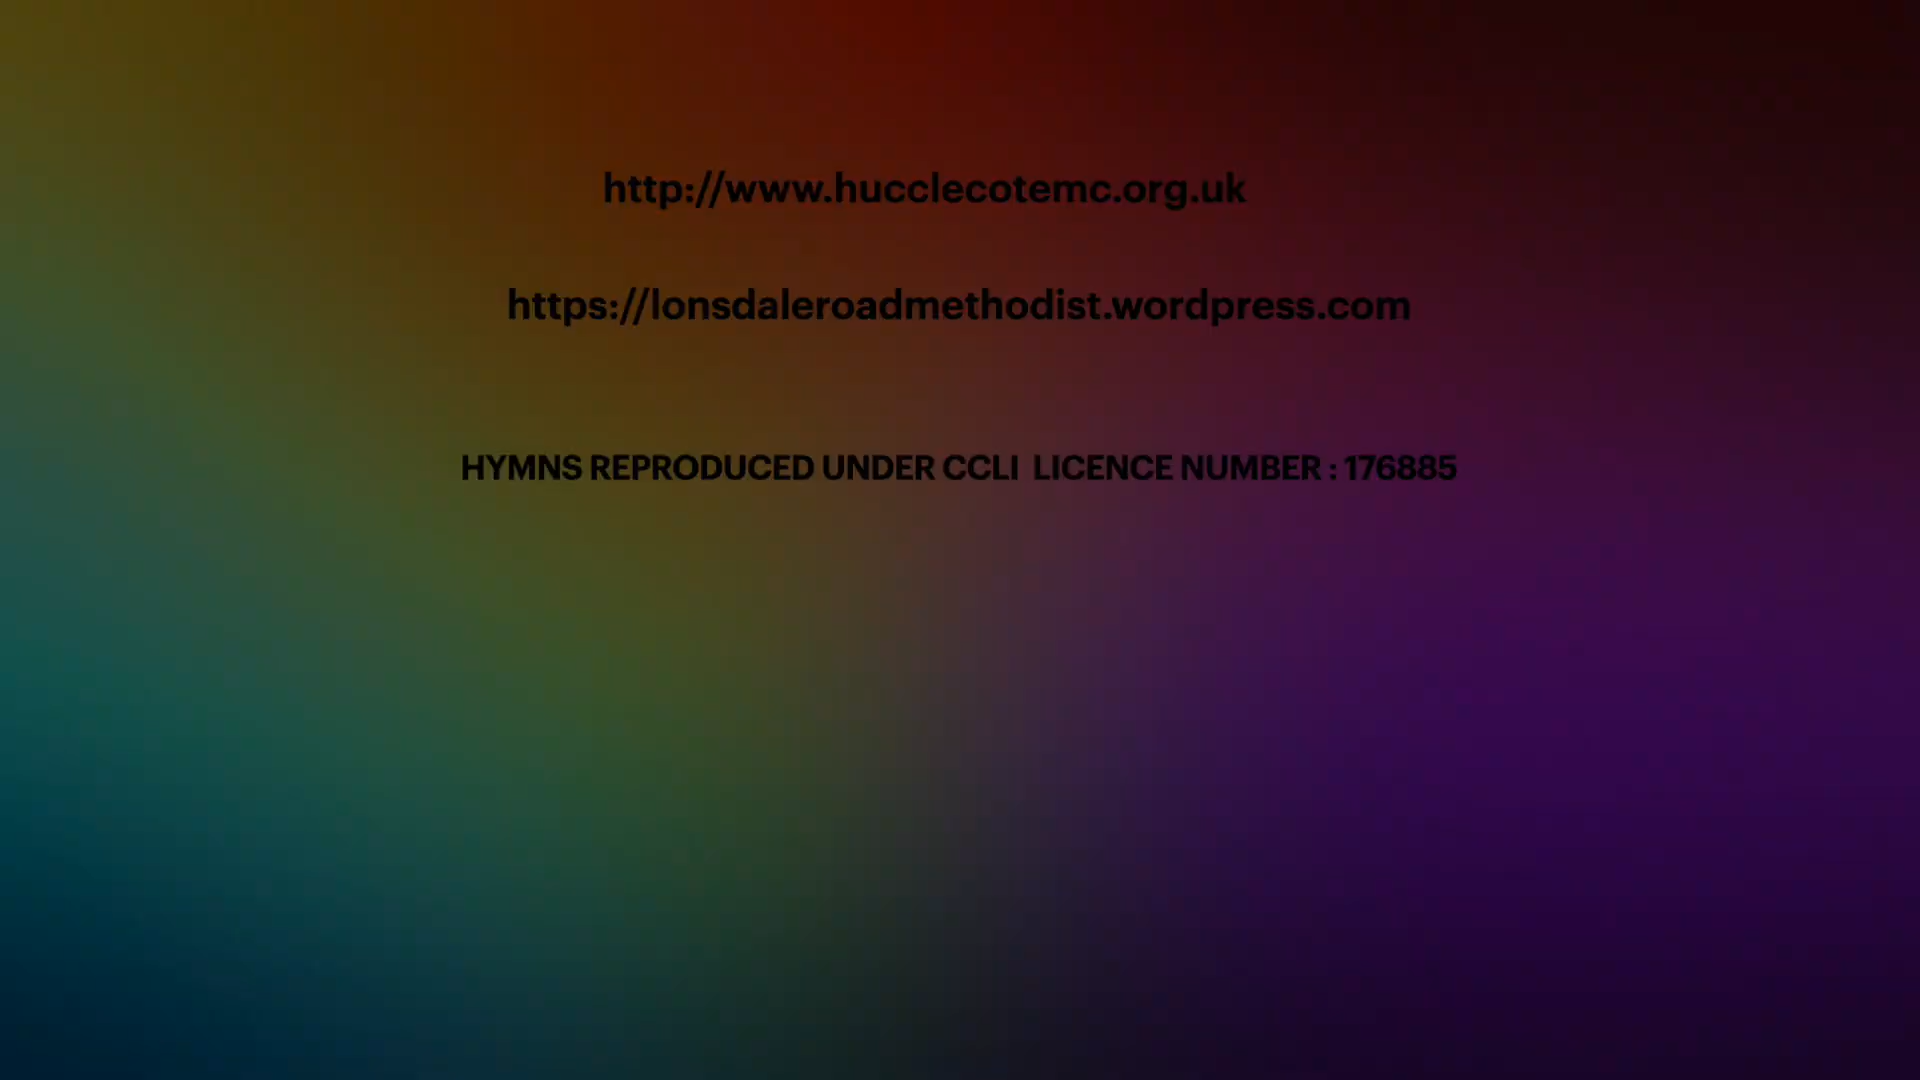 http://www.hucclecotemc.org.uk
https://lonsdaleroadmethodist.wordpress.com
HYMNS REPRODUCED UNDER CCLI  LICENCE NUMBER : 176885